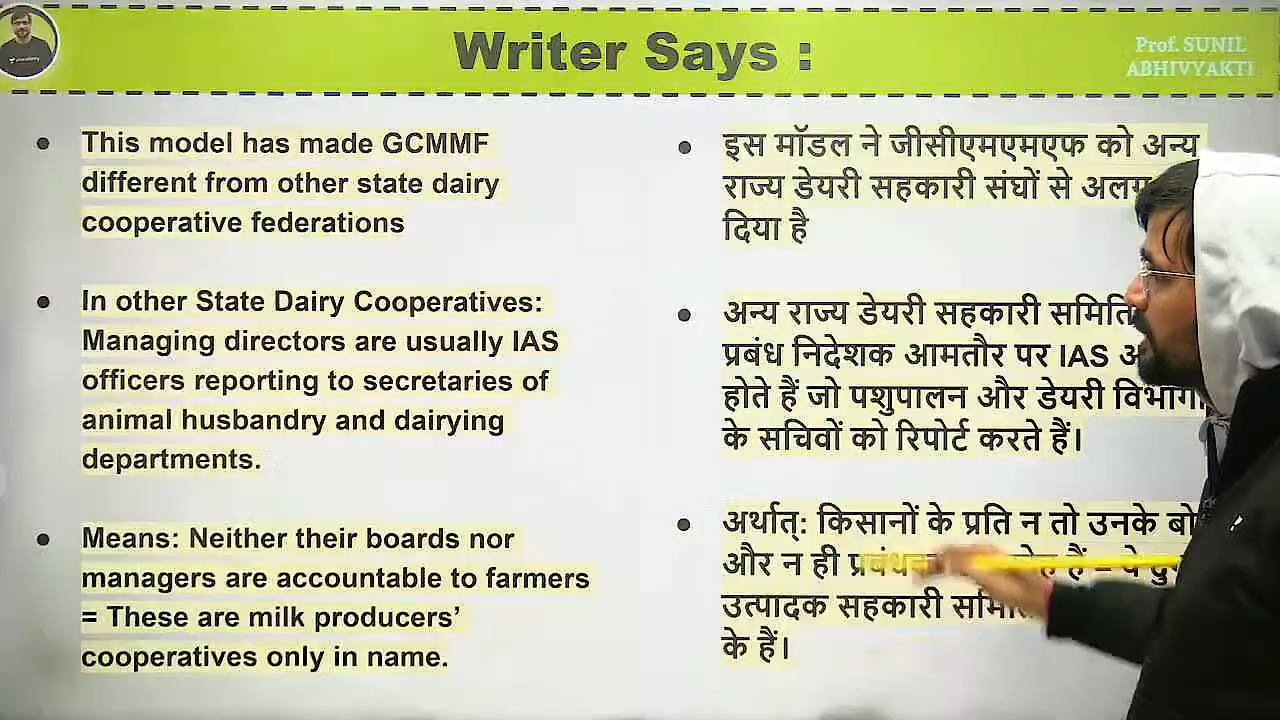 Writer Says :
Prof. SUNIL
ABHIVYAKTI
This model has made GCMMF
different from other state dairy
cooperative federations
In other State Dairy Cooperatives:
Managing directors are usually IAS
officers reporting to secretaries of
animal husbandry and dairying
departments.
Means: Neither their boards nor
managers are accountable to farmers
= These are milk producers’
cooperatives only in name.
इस मॉडल ने जीसीएमएमएफ को अन्य
राज्य डेयरी सहकारी संघों से
दिया है
अन्य राज्य डेयरी सहकारी
प्रबंध निदेशक आमतौर पर IAS
होते हैं जो पशुपालन और डेयरी
के सचिवों को रिपोर्ट करते हैं।
अर्थात्: किसानों के प्रति न तो उनके
और न ही
उत्पादक सहकारी
के हैं।